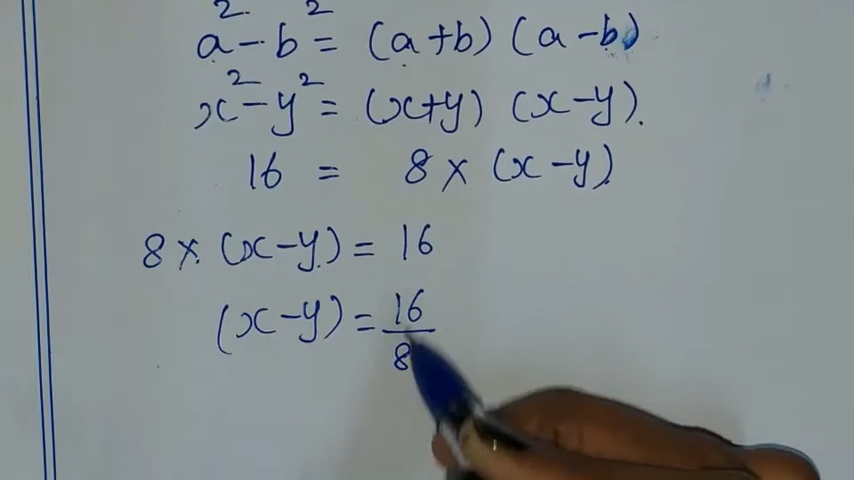 a² - b² = (a+b) (a-b)
x² - y² = (x+y) (x-y).
16 = 8 × (x-y).
8 × (x-y) = 16
(x-y) = 16/8